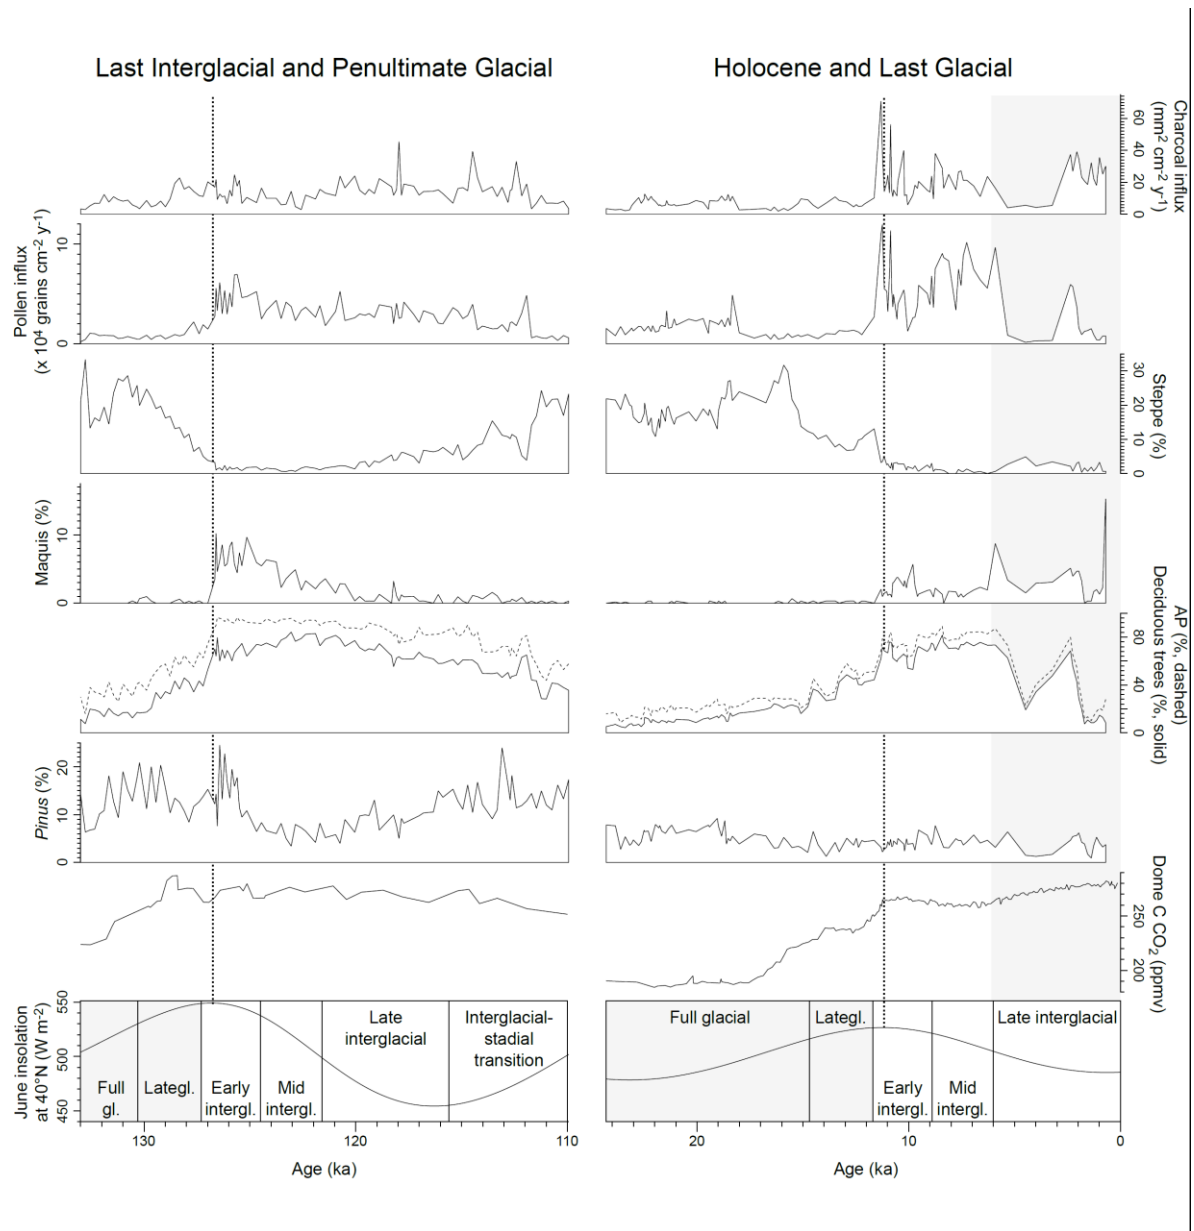 Last Interglacial and Penultimate Glacial
Holocene and Last Glacial
Charcoal influx
(mm² cm⁻² y⁻¹)
0
20
40
60
Pollen influx
(x 10⁴ grains cm⁻² y⁻¹)
0
10
Steppe (%)
0
10
20
30
Maquis (%)
0
10
Deciduous trees (%, solid)
AP (%, dashed)
0
40
80
Pinus (%)
0
10
20
Dome C CO₂ (ppmv)
200
250
June insolation
at 40°N (W m⁻²)
450
500
550
Full
gl.
Lategl.
Early
intergl.
Mid
intergl.
Late
interglacial
Interglacial-
stadial
transition
Full glacial
Lategl.
Early
intergl.
Mid
intergl.
Late interglacial
130
120
110
Age (ka)
20
10
0
Age (ka)